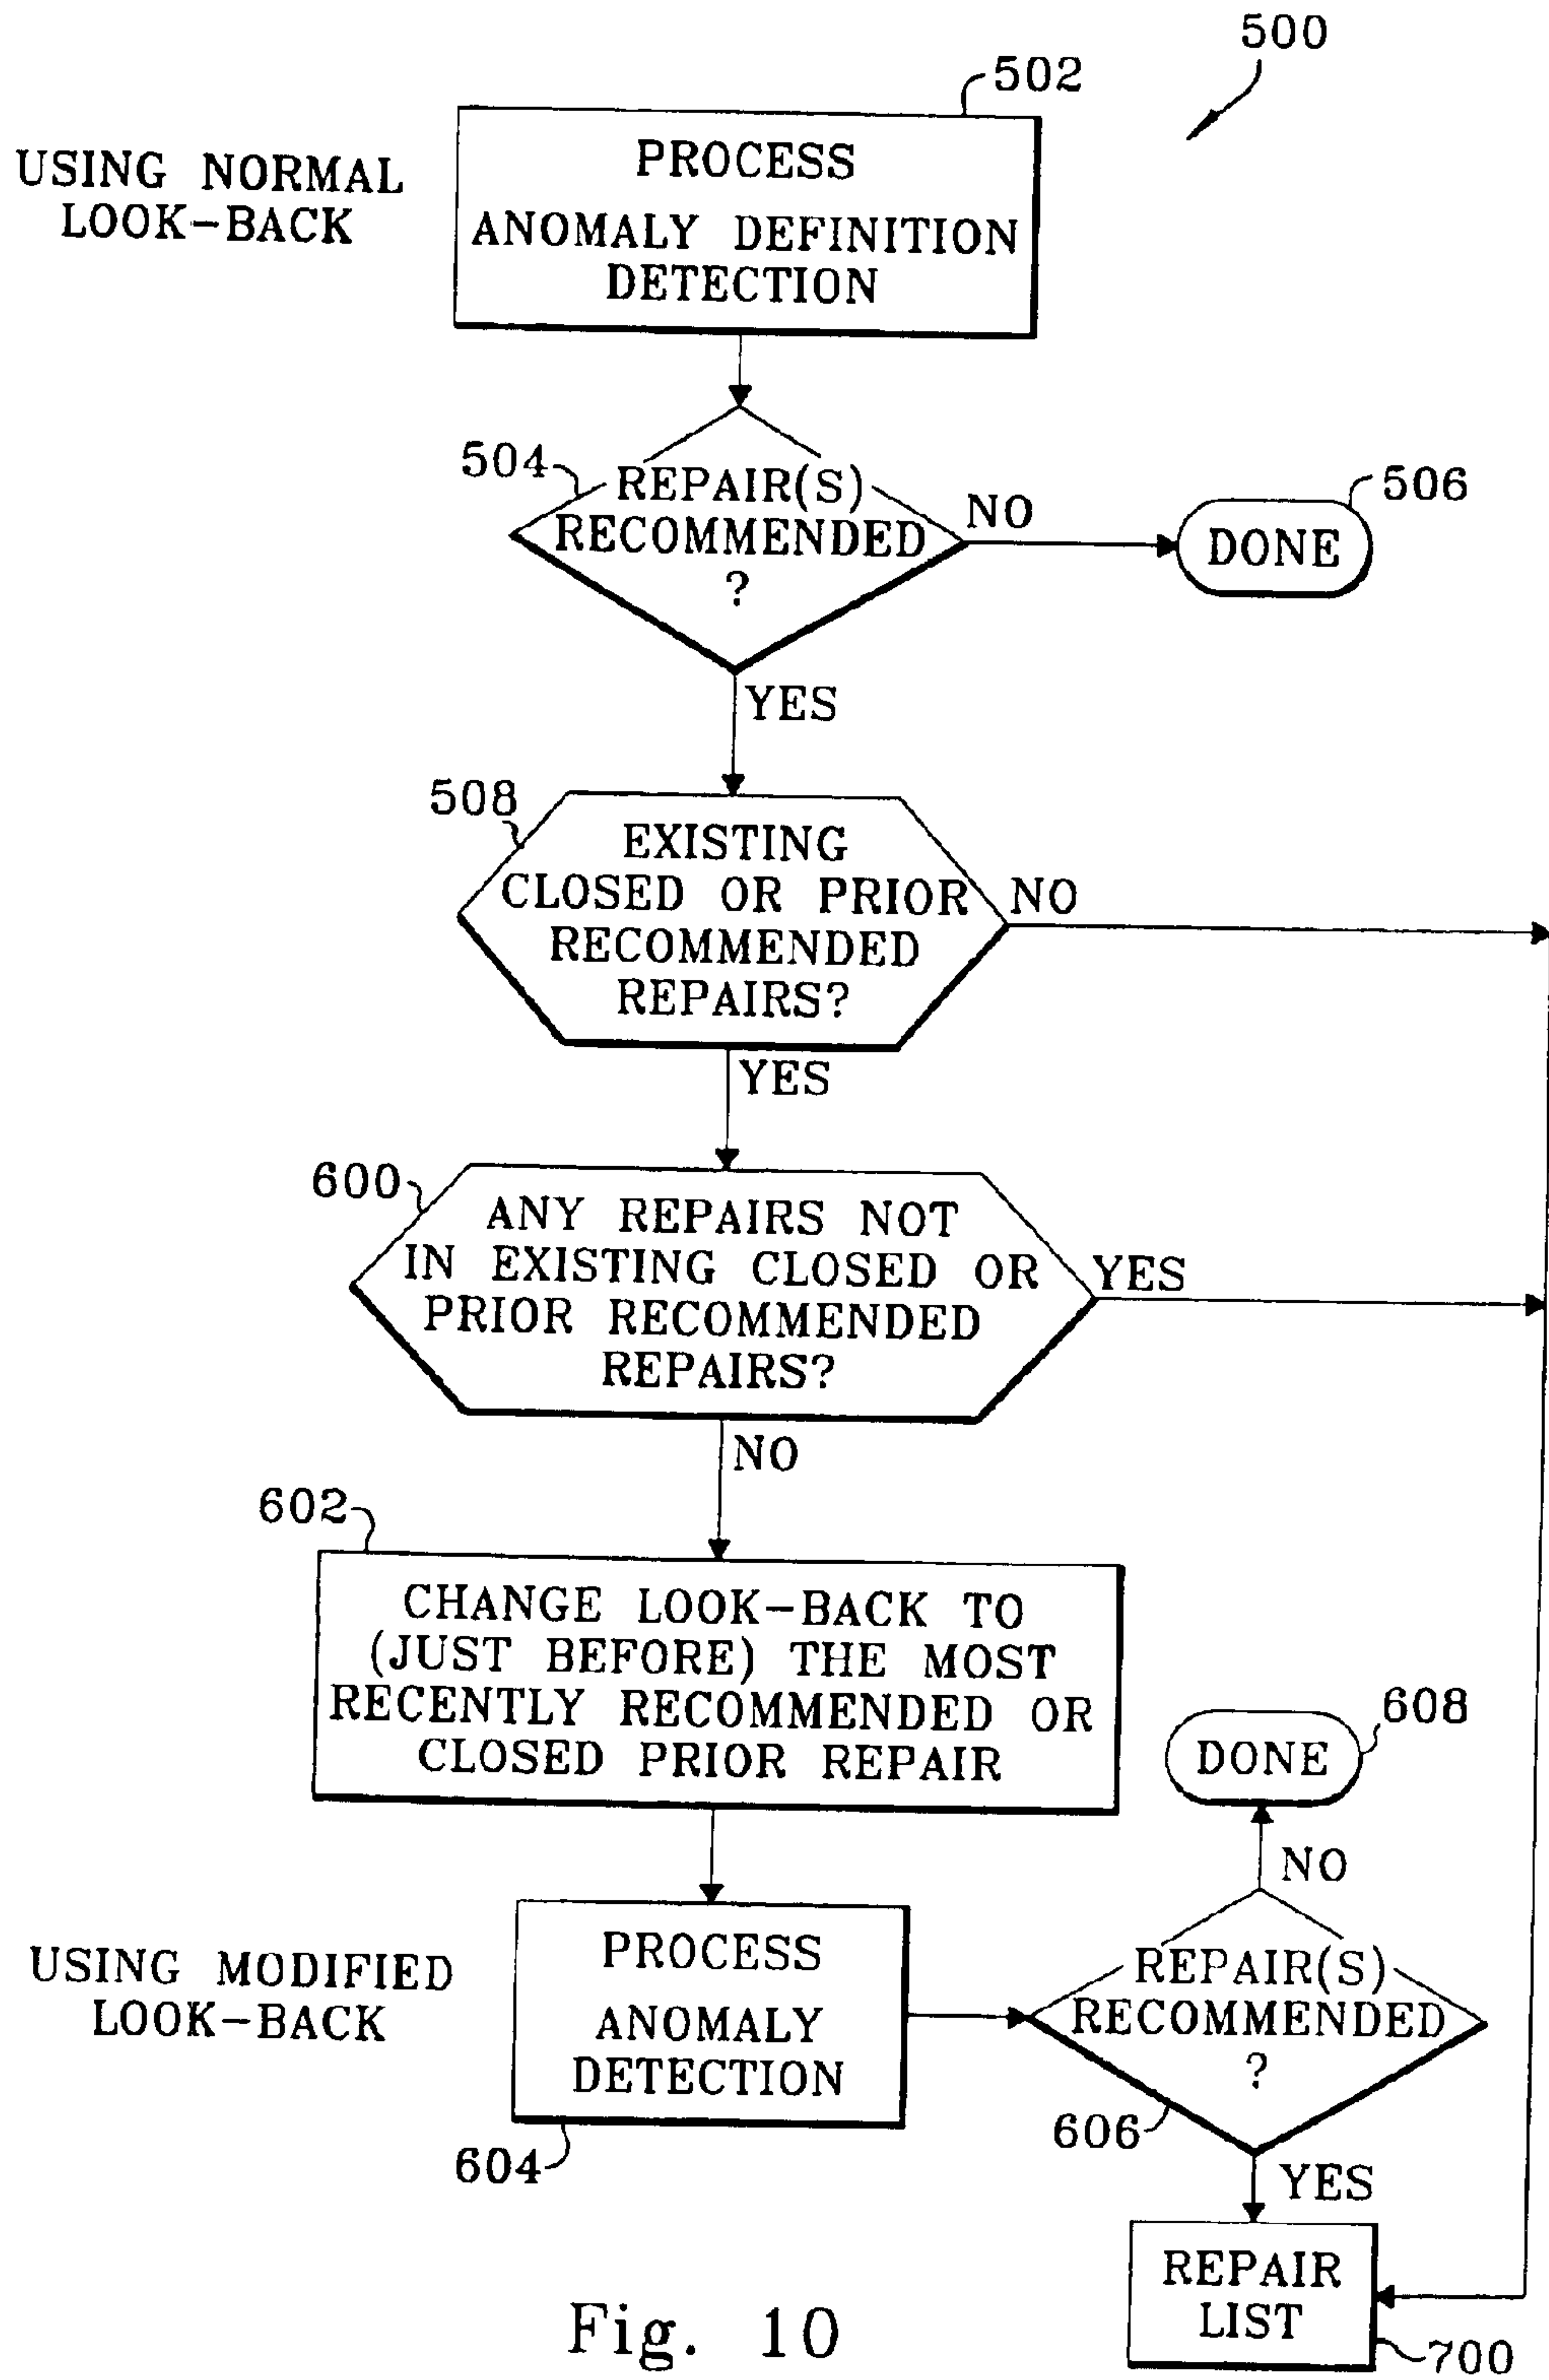 500
502
USING NORMAL
LOOK-BACK
PROCESS
ANOMALY DEFINITION
DETECTION
504
REPAIR(S)
RECOMMENDED
?
NO
506
DONE
YES
508
EXISTING
CLOSED OR PRIOR
RECOMMENDED
REPAIRS?
NO
YES
600
ANY REPAIRS NOT
IN EXISTING CLOSED OR
PRIOR RECOMMENDED
REPAIRS?
YES
NO
602
CHANGE LOOK-BACK TO
(JUST BEFORE) THE MOST
RECENTLY RECOMMENDED OR
CLOSED PRIOR REPAIR
608
DONE
NO
USING MODIFIED
LOOK-BACK
PROCESS
ANOMALY
DETECTION
604
REPAIR(S)
RECOMMENDED
?
606
YES
REPAIR
LIST
700
Fig. 10